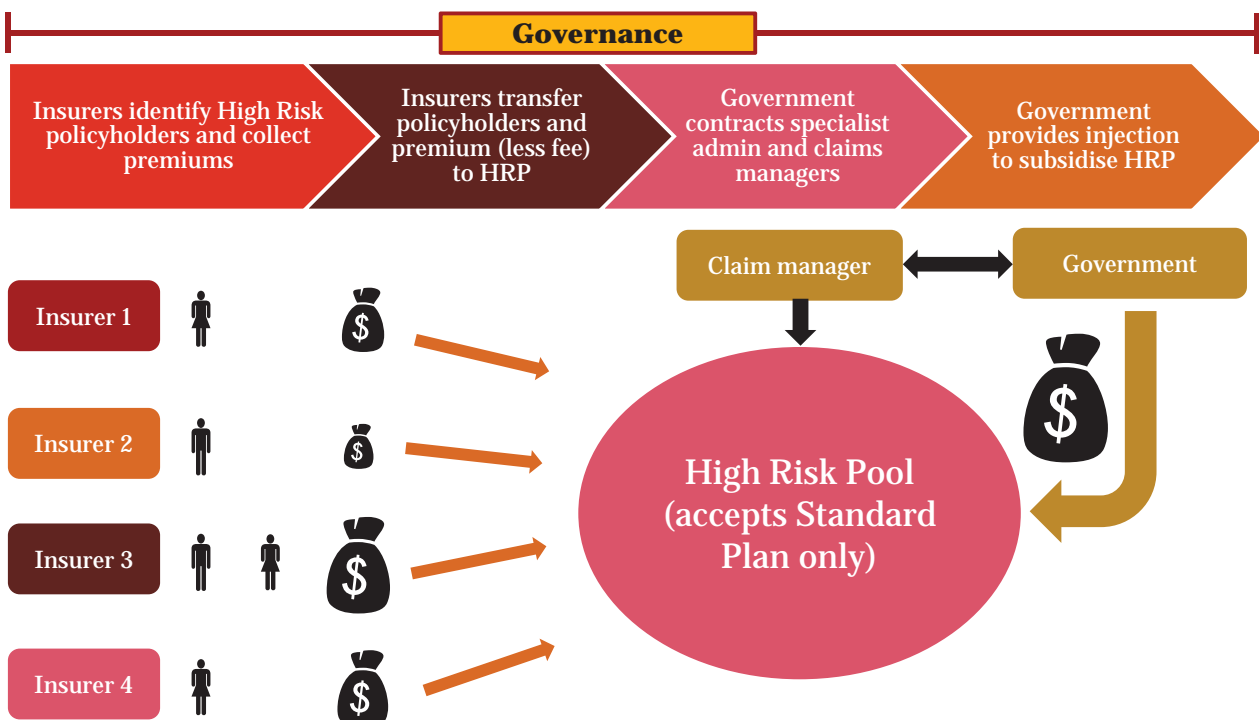 Governance
Insurers identify High Risk
policyholders and collect
premiums
Insurers transfer
policyholders and
premium (less fee)
to HRP
Government
contracts specialist
admin and claims
managers
Government
provides injection
to subsidise HRP
Claim manager
Government
Insurer 1
$
Insurer 2
$
Insurer 3
$
Insurer 4
$
$
High Risk Pool
(accepts Standard
Plan only)